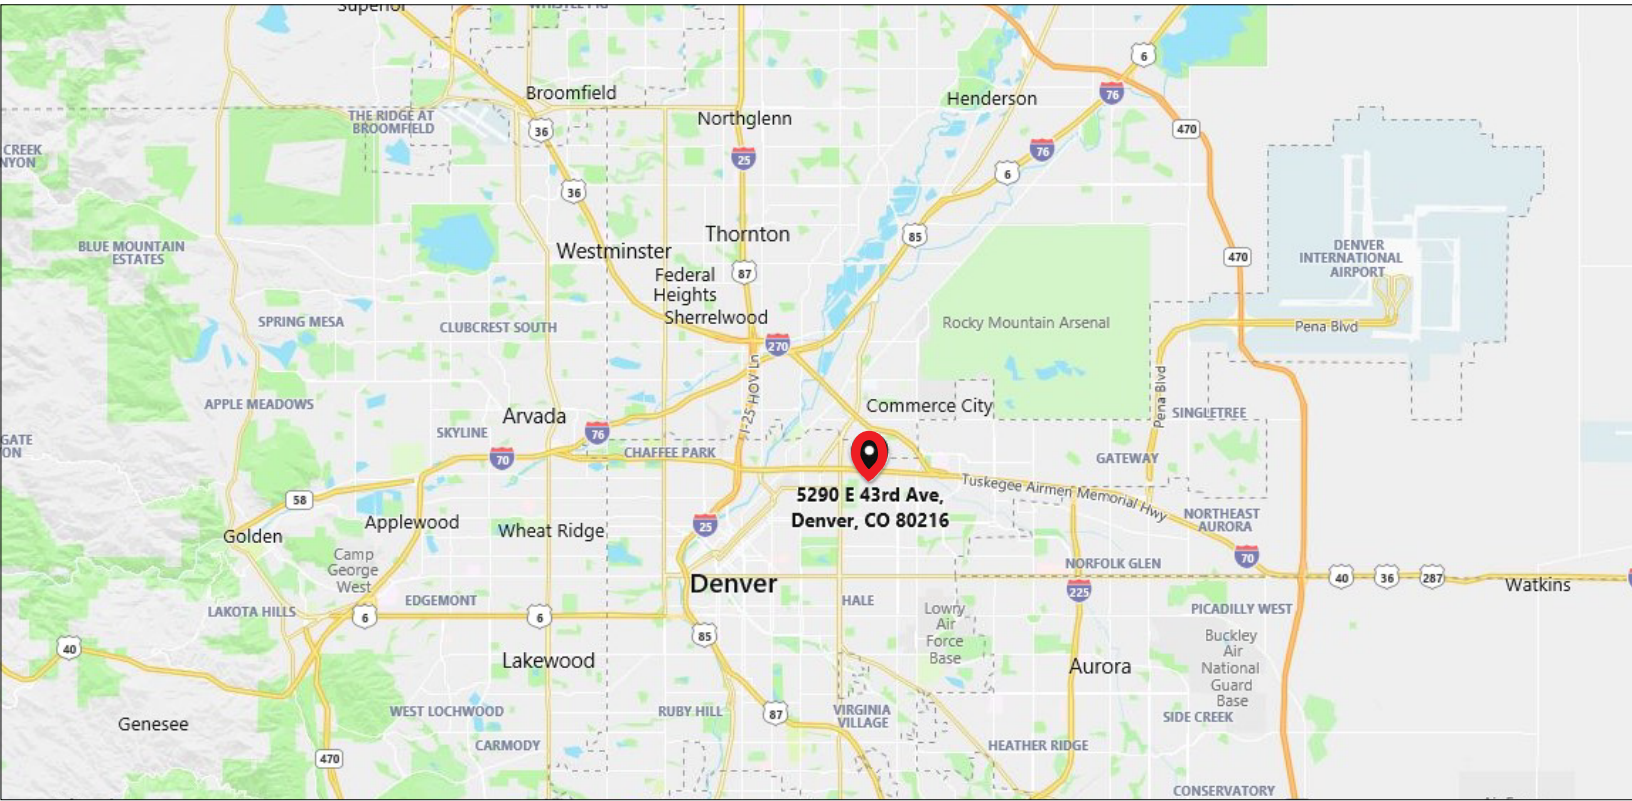 Superior
Broomfield
Henderson
6
76
THE RIDGE AT
BROOMFIELD
Northglenn
36
470
CREEK
NYON
25
76
36
6
BLUE MOUNTAIN
ESTATES
Westminster
Thornton
85
DENVER
INTERNATIONAL
AIRPORT
Federal
Heights
87
470
SPRING MESA
CLUBCREST SOUTH
Sherrelwood
Rocky Mountain Arsenal
Pena Blvd
270
I-25 HOV Ln
Pena Blvd
APPLE MEADOWS
Arvada
Commerce City
SINGLETREE
GATE
ON
SKYLINE
76
70
CHAFFEE PARK
GATEWAY
58
5290 E 43rd Ave,
Denver, CO 80216
Tuskegee Airmen Memorial Hwy
Golden
Applewood
Wheat Ridge
25
NORTHEAST
AURORA
Camp
George
West
70
NORFOLK GLEN
Denver
40
36
287
Watkins
LAKOTA HILLS
EDGEMONT
HALE
225
6
6
Lowry
Air
Force
Base
PICADILLY WEST
40
85
Buckley
Air
National
Guard
Base
Lakewood
Aurora
Genesee
WEST LOCHWOOD
RUBY HILL
87
VIRGINIA
VILLAGE
SIDE CREEK
470
CARMODY
HEATHER RIDGE
CONSERVATORY